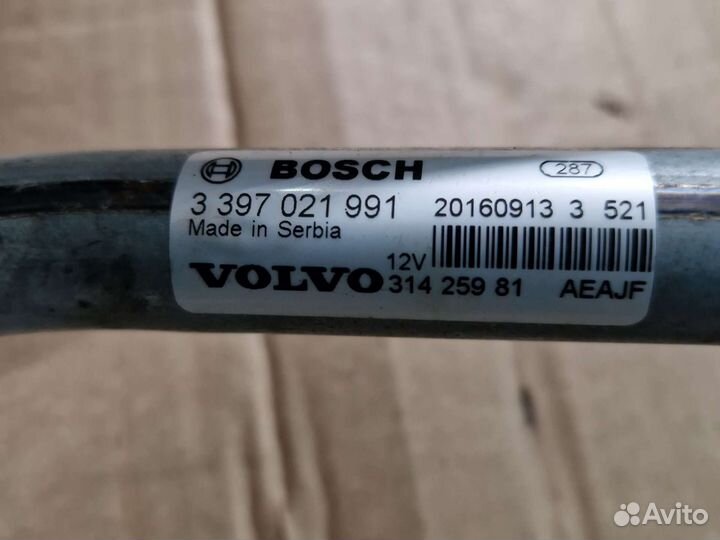 BOSCH 287
3 397 021 991 20160913 3 521
Made in Serbia
VOLVO 12V 314 259 81 AEAJF
Avito